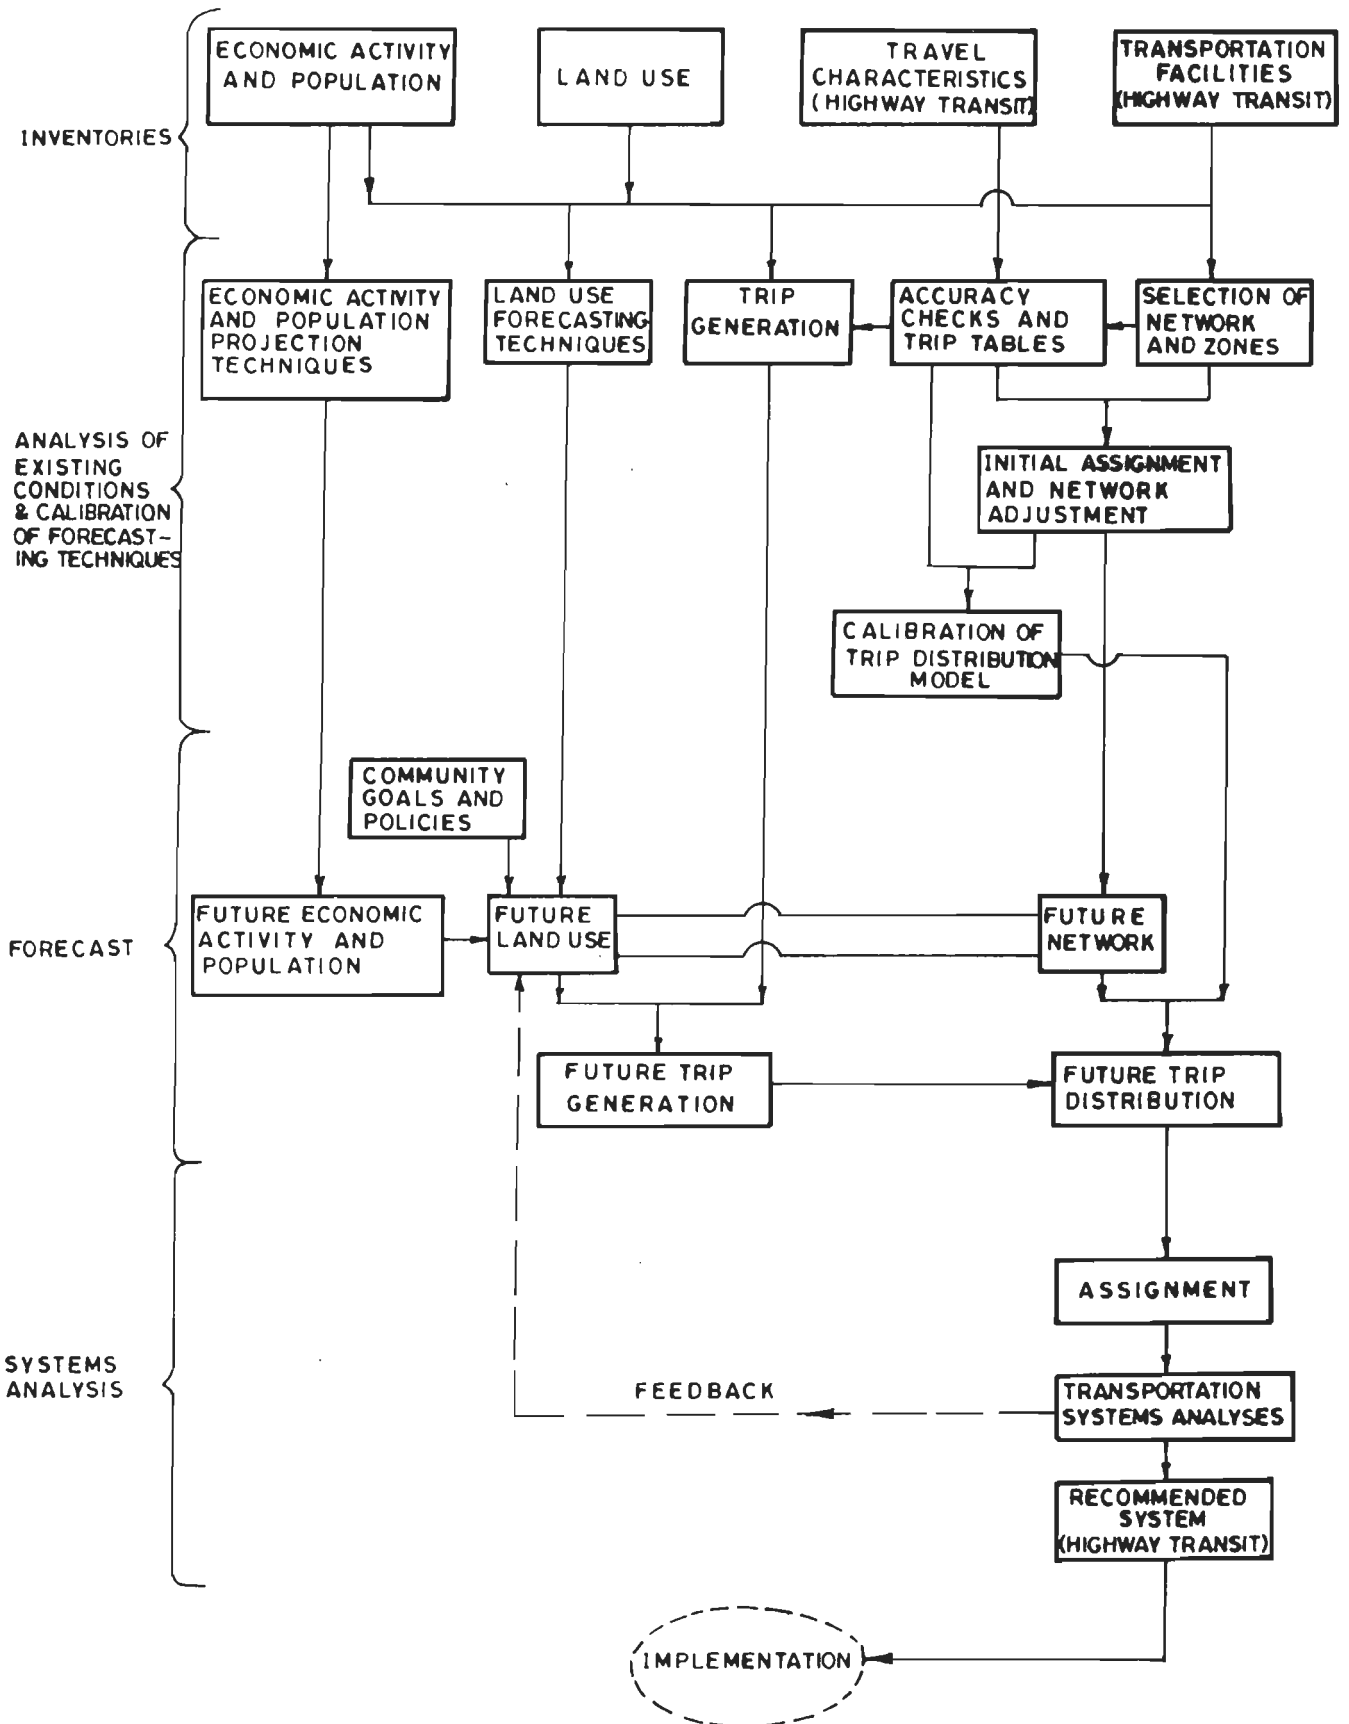 ECONOMIC ACTIVITY
AND POPULATION
LAND USE
TRAVEL
CHARACTERISTICS
(HIGHWAY TRANSIT)
TRANSPORTATION
FACILITIES
(HIGHWAY TRANSIT)
INVENTORIES
ECONOMIC ACTIVITY
AND POPULATION
PROJECTION
TECHNIQUES
LAND USE
FORECASTING
TECHNIQUES
TRIP
GENERATION
ACCURACY
CHECKS AND
TRIP TABLES
SELECTION OF
NETWORK
AND ZONES
ANALYSIS OF
EXISTING
CONDITIONS
& CALIBRATION
OF FORECAST-
ING TECHNIQUES
INITIAL ASSIGNMENT
AND NETWORK
ADJUSTMENT
CALIBRATION OF
TRIP DISTRIBUTION
MODEL
COMMUNITY
GOALS AND
POLICIES
FORECAST
FUTURE ECONOMIC
ACTIVITY AND
POPULATION
FUTURE
LAND USE
FUTURE
NETWORK
FUTURE TRIP
GENERATION
FUTURE TRIP
DISTRIBUTION
ASSIGNMENT
SYSTEMS
ANALYSIS
FEEDBACK
TRANSPORTATION
SYSTEMS ANALYSES
RECOMMENDED
SYSTEM
(HIGHWAY TRANSIT)
IMPLEMENTATION